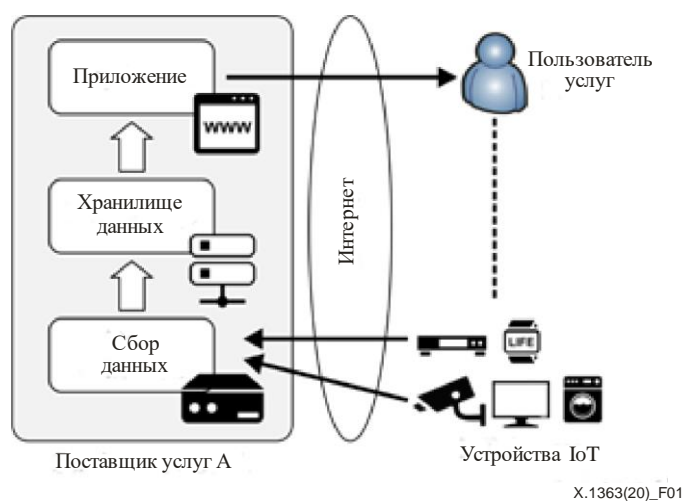 Приложение
www
Пользователь
услуг
Хранилище
данных
Интернет
LIFE
Сбор
данных
Поставщик услуг А
Устройства IoT
X.1363(20)_F01